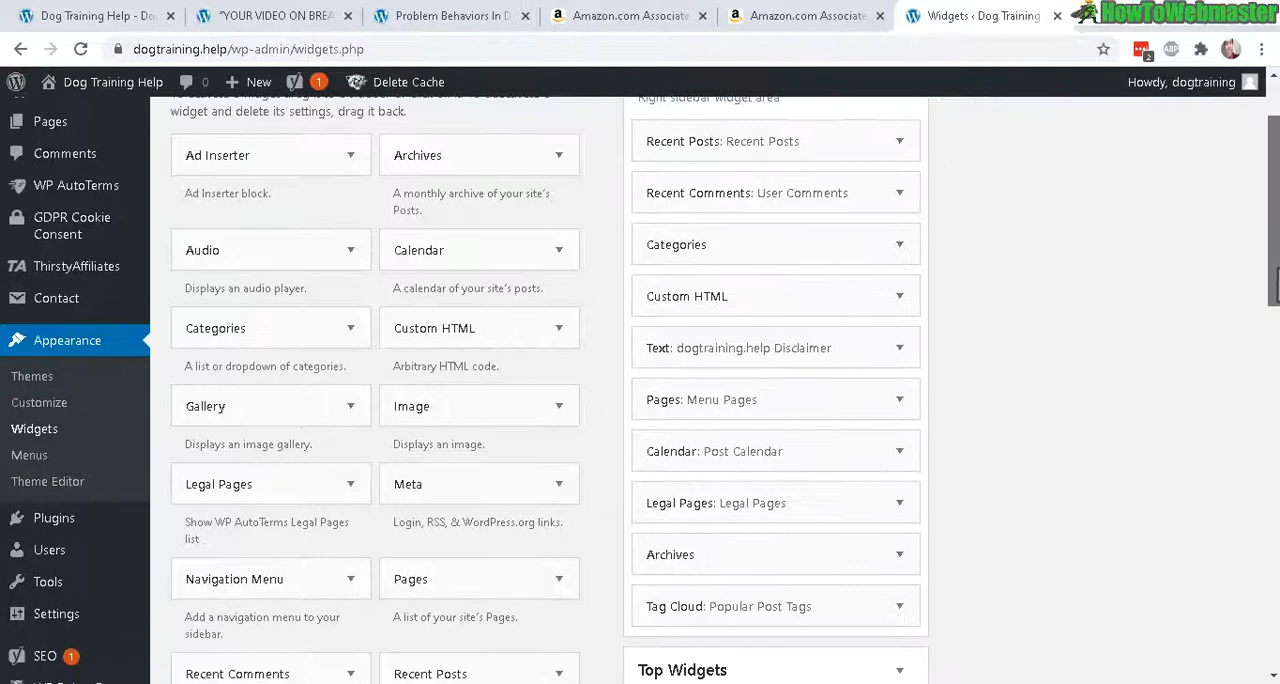 Dog Training Help - Do
"YOUR VIDEO ON BREA
Dog Behaviors In D
Amazon.com Associate
Amazon.com Associate
Widgets ‹ Dog Training
HowToWebmaster
dogtraining.help/wp-admin/widgets.php
2
ABP
Dog Training Help
0
New
1
Delete Cache
Howdy, dogtraining
widget and delete its settings, drag it back.
Right sidebar widget area
Pages
Comments
WP AutoTerms
GDPR Cookie
Consent
ThirstyAffiliates
Contact
Appearance
Themes
Customize
Widgets
Menus
Theme Editor
Plugins
Users
Tools
Settings
SEO 1
Ad Inserter
Ad Inserter block.
Archives
A monthly archive of your site's
Posts.
Audio
Displays an audio player.
Calendar
A calendar of your site's posts.
Categories
A list or dropdown of categories.
Custom HTML
Arbitrary HTML code.
Gallery
Displays an image gallery.
Image
Displays an image.
Legal Pages
Show WP AutoTerms Legal Pages
list
Meta
Login, RSS, & WordPress.org links.
Navigation Menu
Add a navigation menu to your
sidebar.
Pages
A list of your site's Pages.
Recent Comments
Recent Posts
Recent Posts: Recent Posts
Recent Comments: User Comments
Categories
Custom HTML
Text: dogtraining.help Disclaimer
Pages: Menu Pages
Calendar: Post Calendar
Legal Pages: Legal Pages
Archives
Tag Cloud: Popular Post Tags
Top Widgets